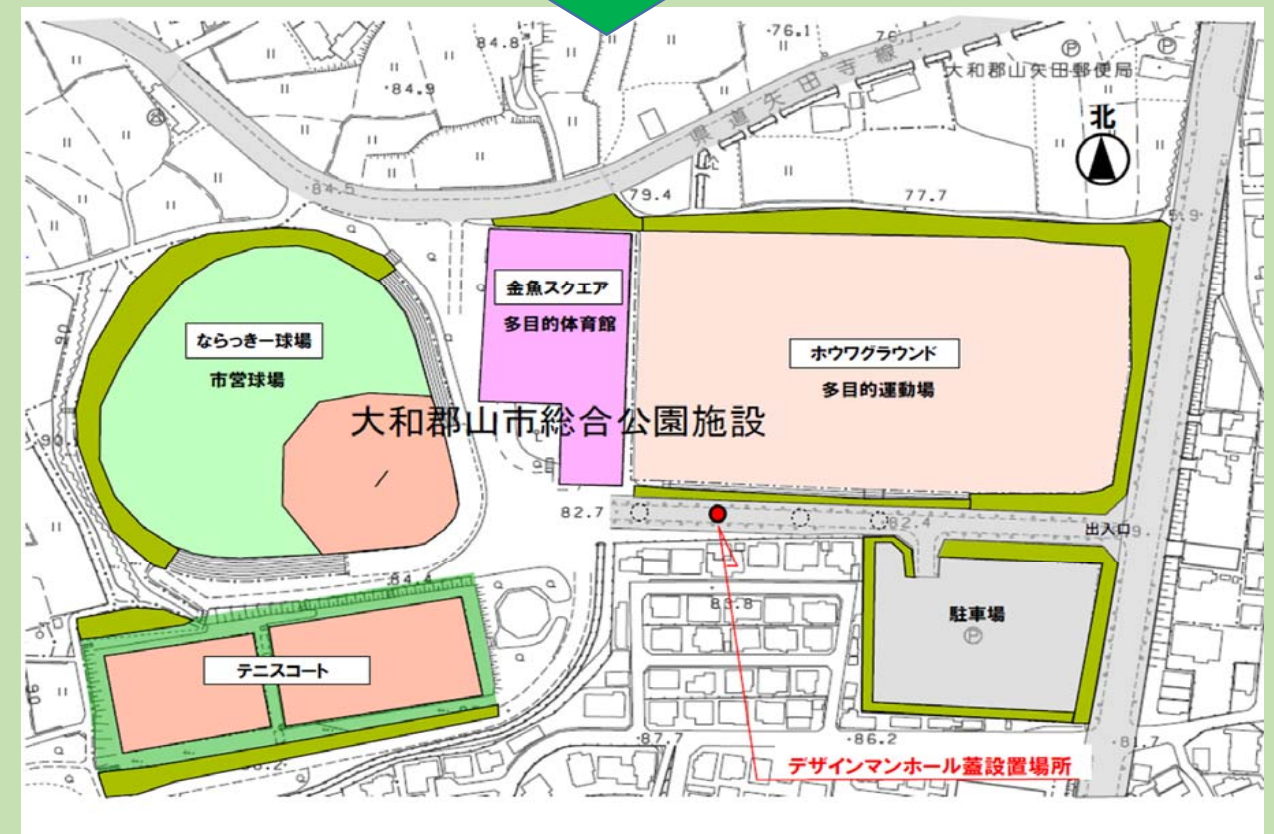 84.8
76.1
76.1
大和郡山矢田郵便局
84.9
県道矢田寺線
北
84.5
79.4
77.7
金魚スクエア
多目的体育館
ならっきー球場
市営球場
ホウワグラウンド
多目的運動場
大和郡山市総合公園施設
82.7
82.4
出入口
84.4
83.8
駐車場
テニスコート
87.7
86.2
81.7
デザインマンホール蓋設置場所